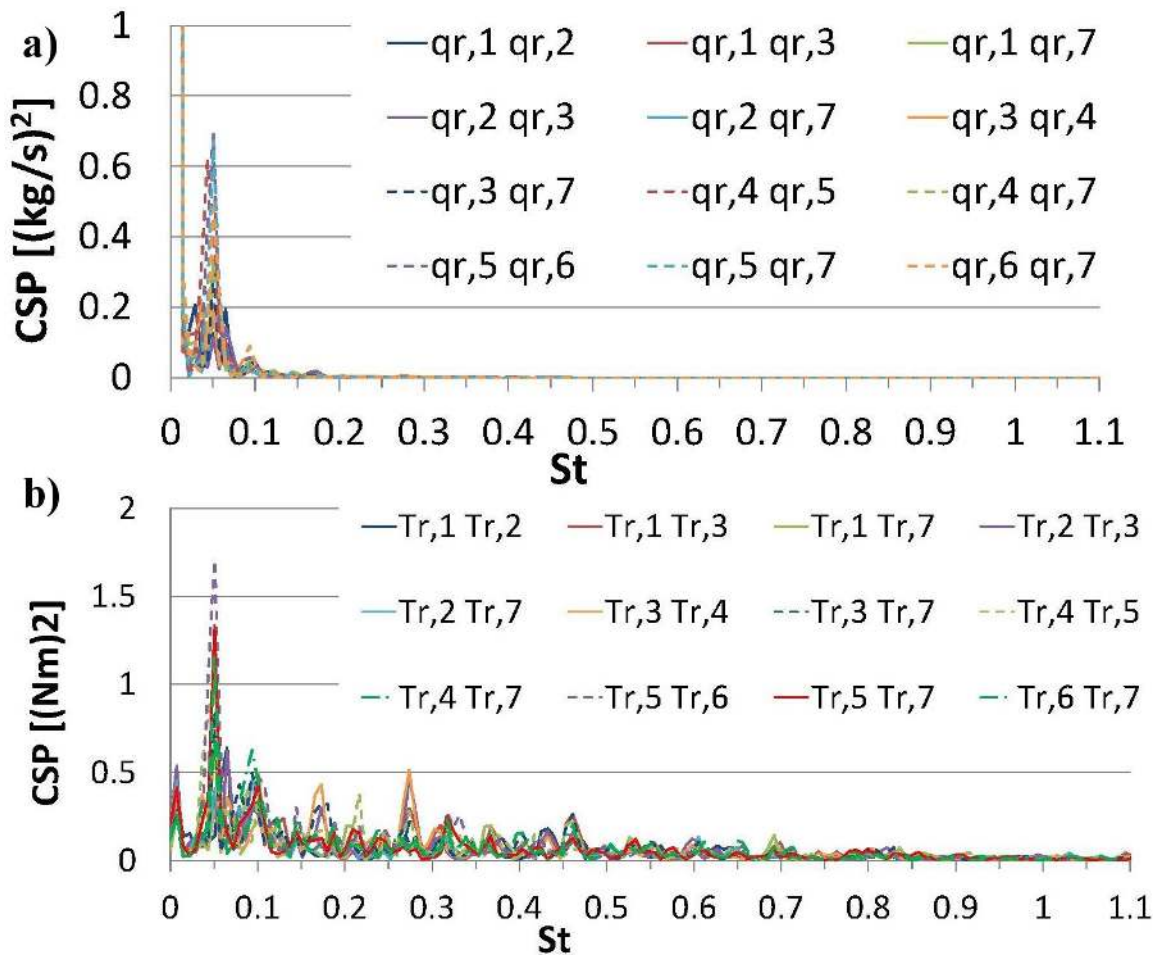 a)
CSP [(kg/s)²]
1
0.8
0.6
0.4
0.2
0
qr,1 qr,2 qr,1 qr,3 qr,1 qr,7
qr,2 qr,3 qr,2 qr,7 qr,3 qr,4
qr,3 qr,7 qr,4 qr,5 qr,4 qr,7
qr,5 qr,6 qr,5 qr,7 qr,6 qr,7
0 0.1 0.2 0.3 0.4 0.5 0.6 0.7 0.8 0.9 1 1.1
St
b)
CSP [(Nm)2]
2
1.5
1
0.5
0
Tr,1 Tr,2 Tr,1 Tr,3 Tr,1 Tr,7 Tr,2 Tr,3
Tr,2 Tr,7 Tr,3 Tr,4 Tr,3 Tr,7 Tr,4 Tr,5
Tr,4 Tr,7 Tr,5 Tr,6 Tr,5 Tr,7 Tr,6 Tr,7
0 0.1 0.2 0.3 0.4 0.5 0.6 0.7 0.8 0.9 1 1.1
St